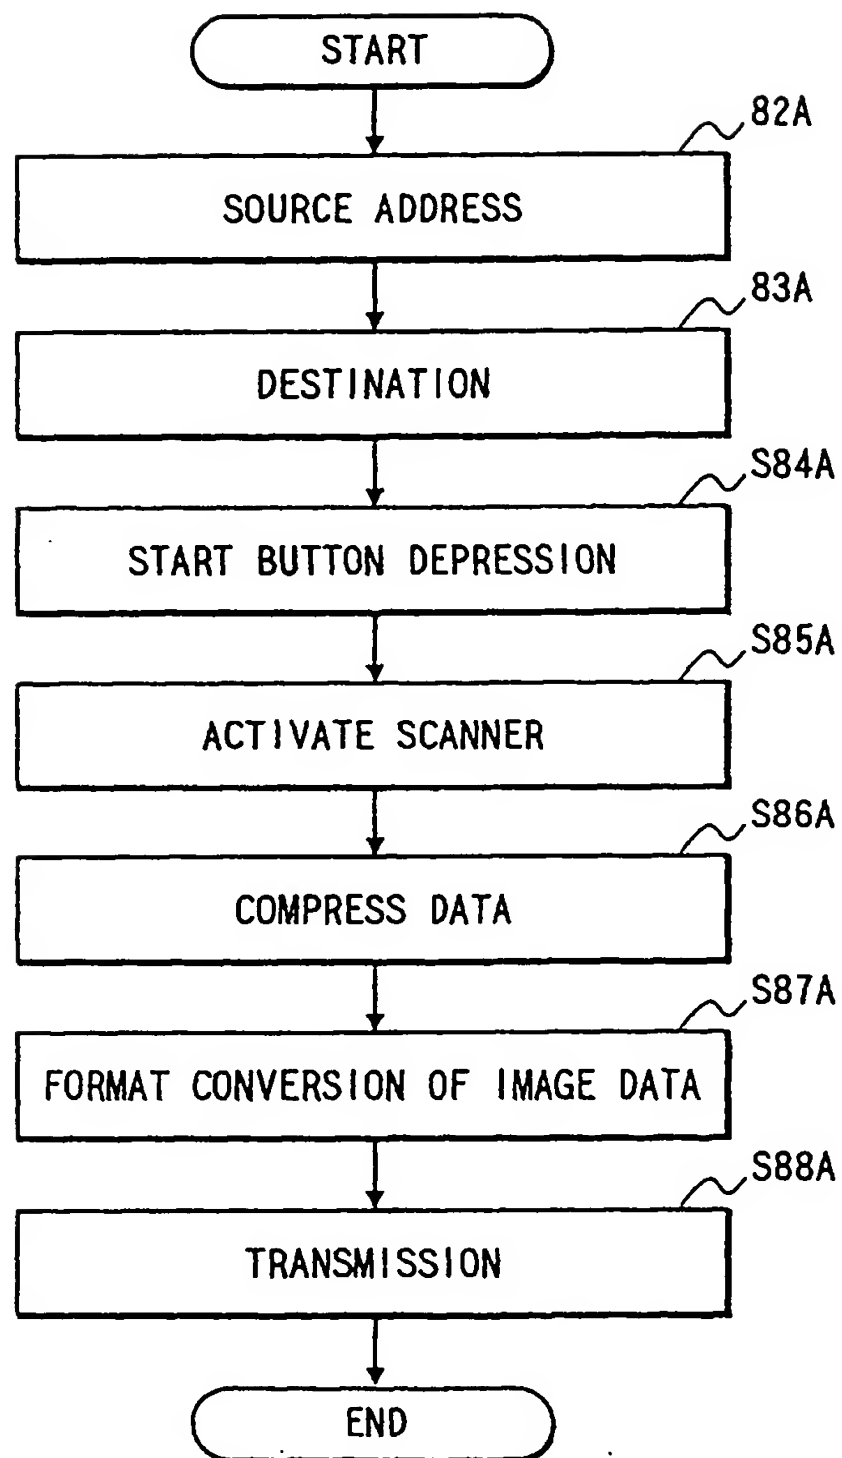 START
82A
SOURCE ADDRESS
83A
DESTINATION
S84A
START BUTTON DEPRESSION
S85A
ACTIVATE SCANNER
S86A
COMPRESS DATA
S87A
FORMAT CONVERSION OF IMAGE DATA
S88A
TRANSMISSION
END